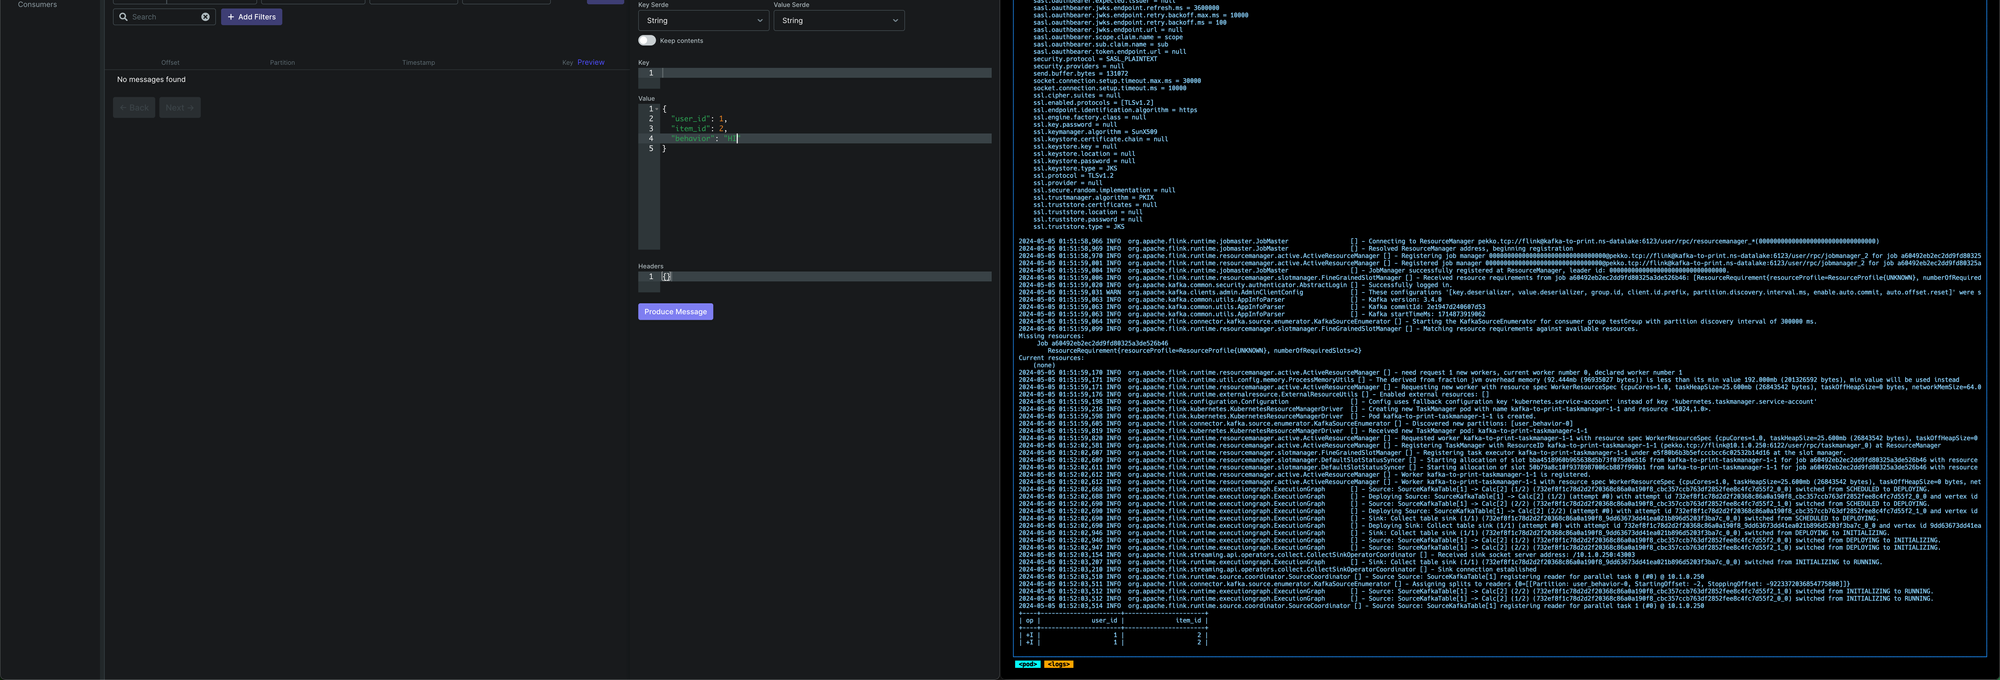 Consumers
Search
+ Add Filters
Offset Partition Timestamp Key Preview
No messages found
← Back Next →
Key Serde Value Serde
String String
Keep contents
Key
1
Value
1 {
2 "user_id": 1,
3 "item_id": 2,
4 "behavior": "HI
5 }
Headers
1 {}
Produce Message
sasl.oauthbearer.expected.issuer = null
sasl.oauthbearer.jwks.endpoint.refresh.ms = 3600000
sasl.oauthbearer.jwks.endpoint.retry.backoff.max.ms = 10000
sasl.oauthbearer.jwks.endpoint.retry.backoff.ms = 100
sasl.oauthbearer.jwks.endpoint.url = null
sasl.oauthbearer.scope.claim.name = scope
sasl.oauthbearer.sub.claim.name = sub
sasl.oauthbearer.token.endpoint.url = null
security.protocol = SASL_PLAINTEXT
security.providers = null
send.buffer.bytes = 131072
socket.connection.setup.timeout.max.ms = 30000
socket.connection.setup.timeout.ms = 10000
ssl.cipher.suites = null
ssl.enabled.protocols = [TLSv1.2]
ssl.endpoint.identification.algorithm = https
ssl.engine.factory.class = null
ssl.key.password = null
ssl.keymanager.algorithm = SunX509
ssl.keystore.certificate.chain = null
ssl.keystore.key = null
ssl.keystore.location = null
ssl.keystore.password = null
ssl.keystore.type = JKS
ssl.protocol = TLSv1.2
ssl.provider = null
ssl.secure.random.implementation = null
ssl.trustmanager.algorithm = PKIX
ssl.truststore.certificates = null
ssl.truststore.location = null
ssl.truststore.password = null
ssl.truststore.type = JKS
2024-05-05 01:51:58,966 INFO org.apache.flink.runtime.jobmaster.JobMaster [] - Connecting to ResourceManager pekko.tcp://flink@kafka-to-print.ns-datalake:6123/user/rpc/resourcemanager_*(00000000000000000000000000000000)
2024-05-05 01:51:58,969 INFO org.apache.flink.runtime.jobmaster.JobMaster [] - Resolved ResourceManager address, beginning registration
2024-05-05 01:51:58,970 INFO org.apache.flink.runtime.resourcemanager.active.ActiveResourceManager [] - Registering job manager 00000000000000000000000000000000@pekko.tcp://flink@kafka-to-print.ns-datalake:6123/user/rpc/jobmanager_2 for job a60492eb2ec2dd9fd80325
2024-05-05 01:51:59,001 INFO org.apache.flink.runtime.resourcemanager.active.ActiveResourceManager [] - Registered job manager 00000000000000000000000000000000@pekko.tcp://flink@kafka-to-print.ns-datalake:6123/user/rpc/jobmanager_2 for job a60492eb2ec2dd9fd80325a
2024-05-05 01:51:59,004 INFO org.apache.flink.runtime.jobmaster.JobMaster [] - JobManager successfully registered at ResourceManager, leader id: 00000000000000000000000000000000.
2024-05-05 01:51:59,006 INFO org.apache.flink.runtime.resourcemanager.slotmanager.FineGrainedSlotManager [] - Received resource requirements from job a60492eb2ec2dd9fd80325a3de526b46: [ResourceRequirement{resourceProfile=ResourceProfile{UNKNOWN}, numberOfRequired
2024-05-05 01:51:59,020 INFO org.apache.kafka.common.security.authenticator.AbstractLogin [] - Successfully logged in.
2024-05-05 01:51:59,031 WARN org.apache.kafka.clients.admin.AdminClientConfig [] - These configurations '[key.deserializer, value.deserializer, group.id, client.id.prefix, partition.discovery.interval.ms, enable.auto.commit, auto.offset.reset]' were s
2024-05-05 01:51:59,063 INFO org.apache.kafka.common.utils.AppInfoParser [] - Kafka version: 3.4.0
2024-05-05 01:51:59,063 INFO org.apache.kafka.common.utils.AppInfoParser [] - Kafka commitId: 2e1947d240607d53
2024-05-05 01:51:59,063 INFO org.apache.kafka.common.utils.AppInfoParser [] - Kafka startTimeMs: 1714873919062
2024-05-05 01:51:59,064 INFO org.apache.flink.connector.kafka.source.enumerator.KafkaSourceEnumerator [] - Starting the KafkaSourceEnumerator for consumer group testGroup with partition discovery interval of 300000 ms.
2024-05-05 01:51:59,099 INFO org.apache.flink.runtime.resourcemanager.slotmanager.FineGrainedSlotManager [] - Matching resource requirements against available resources.
Missing resources:
Job a60492eb2ec2dd9fd80325a3de526b46
ResourceRequirement{resourceProfile=ResourceProfile{UNKNOWN}, numberOfRequiredSlots=2}
Current resources:
(none)
2024-05-05 01:51:59,170 INFO org.apache.flink.runtime.resourcemanager.active.ActiveResourceManager [] - need request 1 new workers, current worker number 0, declared worker number 1
2024-05-05 01:51:59,171 INFO org.apache.flink.runtime.util.config.memory.ProcessMemoryUtils [] - The derived from fraction jvm overhead memory (92.444mb (96935027 bytes)) is less than its min value 192.000mb (201326592 bytes), min value will be used instead
2024-05-05 01:51:59,171 INFO org.apache.flink.runtime.resourcemanager.active.ActiveResourceManager [] - Requesting new worker with resource spec WorkerResourceSpec {cpuCores=1.0, taskHeapSize=25.600mb (26843542 bytes), taskOffHeapSize=0 bytes, networkMemSize=64.0
2024-05-05 01:51:59,176 INFO org.apache.flink.runtime.externalresource.ExternalResourceUtils [] - Enabled external resources: []
2024-05-05 01:51:59,198 INFO org.apache.flink.configuration.Configuration [] - Config uses fallback configuration key 'kubernetes.service-account' instead of key 'kubernetes.taskmanager.service-account'
2024-05-05 01:51:59,216 INFO org.apache.flink.kubernetes.KubernetesResourceManagerDriver [] - Creating new TaskManager pod with name kafka-to-print-taskmanager-1-1 and resource <1024,1.0>.
2024-05-05 01:51:59,598 INFO org.apache.flink.kubernetes.KubernetesResourceManagerDriver [] - Pod kafka-to-print-taskmanager-1-1 is created.
2024-05-05 01:51:59,605 INFO org.apache.flink.connector.kafka.source.enumerator.KafkaSourceEnumerator [] - Discovered new partitions: [user_behavior-0]
2024-05-05 01:51:59,819 INFO org.apache.flink.kubernetes.KubernetesResourceManagerDriver [] - Received new TaskManager pod: kafka-to-print-taskmanager-1-1
2024-05-05 01:51:59,820 INFO org.apache.flink.runtime.resourcemanager.active.ActiveResourceManager [] - Requested worker kafka-to-print-taskmanager-1-1 with resource spec WorkerResourceSpec {cpuCores=1.0, taskHeapSize=25.600mb (26843542 bytes), taskOffHeapSize=0
2024-05-05 01:52:02,581 INFO org.apache.flink.runtime.resourcemanager.active.ActiveResourceManager [] - Registering TaskManager with ResourceID kafka-to-print-taskmanager-1-1 (pekko.tcp://flink@10.1.0.250:6122/user/rpc/taskmanager_0) at ResourceManager
2024-05-05 01:52:02,607 INFO org.apache.flink.runtime.resourcemanager.slotmanager.FineGrainedSlotManager [] - Registering task executor kafka-to-print-taskmanager-1-1 under e5f80b6b3b5efccccbcc6c02532b14d16 at the slot manager.
2024-05-05 01:52:02,609 INFO org.apache.flink.runtime.resourcemanager.slotmanager.DefaultSlotStatusSyncer [] - Starting allocation of slot bba4518960b965638d5b73f075d0e516 from kafka-to-print-taskmanager-1-1 for job a60492eb2ec2dd9fd80325a3de526b46 with resource
2024-05-05 01:52:02,611 INFO org.apache.flink.runtime.resourcemanager.slotmanager.DefaultSlotStatusSyncer [] - Starting allocation of slot 50b79a8c10f9378987006cb887f990b1 from kafka-to-print-taskmanager-1-1 for job a60492eb2ec2dd9fd80325a3de526b46 with resource
2024-05-05 01:52:02,612 INFO org.apache.flink.runtime.resourcemanager.active.ActiveResourceManager [] - Worker kafka-to-print-taskmanager-1-1 is registered.
2024-05-05 01:52:02,612 INFO org.apache.flink.runtime.resourcemanager.active.ActiveResourceManager [] - Worker kafka-to-print-taskmanager-1-1 with resource spec WorkerResourceSpec {cpuCores=1.0, taskHeapSize=25.600mb (26843542 bytes), taskOffHeapSize=0 bytes, net
2024-05-05 01:52:02,668 INFO org.apache.flink.runtime.executiongraph.ExecutionGraph [] - Source: SourceKafkaTable[1] -> Calc[2] (1/2) (732ef8f1c78d2d2f20368c86a0a190f8_cbc357ccb763df2852fee8c4fc7d55f2_0_0) switched from SCHEDULED to DEPLOYING.
2024-05-05 01:52:02,688 INFO org.apache.flink.runtime.executiongraph.ExecutionGraph [] - Deploying Source: SourceKafkaTable[1] -> Calc[2] (1/2) (attempt #0) with attempt id 732ef8f1c78d2d2f20368c86a0a190f8_cbc357ccb763df2852fee8c4fc7d55f2_0_0 and vertex id
2024-05-05 01:52:02,690 INFO org.apache.flink.runtime.executiongraph.ExecutionGraph [] - Source: SourceKafkaTable[1] -> Calc[2] (2/2) (732ef8f1c78d2d2f20368c86a0a190f8_cbc357ccb763df2852fee8c4fc7d55f2_1_0) switched from SCHEDULED to DEPLOYING.
2024-05-05 01:52:02,690 INFO org.apache.flink.runtime.executiongraph.ExecutionGraph [] - Deploying Source: SourceKafkaTable[1] -> Calc[2] (2/2) (attempt #0) with attempt id 732ef8f1c78d2d2f20368c86a0a190f8_cbc357ccb763df2852fee8c4fc7d55f2_1_0 and vertex id
2024-05-05 01:52:02,690 INFO org.apache.flink.runtime.executiongraph.ExecutionGraph [] - Sink: Collect table sink (1/1) (732ef8f1c78d2d2f20368c86a0a190f8_9dd63673dd41ea021b896d5203f3ba7c_0_0) switched from SCHEDULED to DEPLOYING.
2024-05-05 01:52:02,690 INFO org.apache.flink.runtime.executiongraph.ExecutionGraph [] - Deploying Sink: Collect table sink (1/1) (attempt #0) with attempt id 732ef8f1c78d2d2f20368c86a0a190f8_9dd63673dd41ea021b896d5203f3ba7c_0_0 and vertex id 9dd63673dd41ea
2024-05-05 01:52:02,946 INFO org.apache.flink.runtime.executiongraph.ExecutionGraph [] - Sink: Collect table sink (1/1) (732ef8f1c78d2d2f20368c86a0a190f8_9dd63673dd41ea021b896d5203f3ba7c_0_0) switched from DEPLOYING to INITIALIZING.
2024-05-05 01:52:02,946 INFO org.apache.flink.runtime.executiongraph.ExecutionGraph [] - Source: SourceKafkaTable[1] -> Calc[2] (1/2) (732ef8f1c78d2d2f20368c86a0a190f8_cbc357ccb763df2852fee8c4fc7d55f2_0_0) switched from DEPLOYING to INITIALIZING.
2024-05-05 01:52:02,947 INFO org.apache.flink.runtime.executiongraph.ExecutionGraph [] - Source: SourceKafkaTable[1] -> Calc[2] (2/2) (732ef8f1c78d2d2f20368c86a0a190f8_cbc357ccb763df2852fee8c4fc7d55f2_1_0) switched from DEPLOYING to INITIALIZING.
2024-05-05 01:52:03,154 INFO org.apache.flink.streaming.api.operators.collect.CollectSinkOperatorCoordinator [] - Received sink socket server address: /10.1.0.250:43003
2024-05-05 01:52:03,207 INFO org.apache.flink.runtime.executiongraph.ExecutionGraph [] - Sink: Collect table sink (1/1) (732ef8f1c78d2d2f20368c86a0a190f8_9dd63673dd41ea021b896d5203f3ba7c_0_0) switched from INITIALIZING to RUNNING.
2024-05-05 01:52:03,210 INFO org.apache.flink.streaming.api.operators.collect.CollectSinkOperatorCoordinator [] - Sink connection established
2024-05-05 01:52:03,510 INFO org.apache.flink.runtime.source.coordinator.SourceCoordinator [] - Source Source: SourceKafkaTable[1] registering reader for parallel task 0 (#0) @ 10.1.0.250
2024-05-05 01:52:03,511 INFO org.apache.flink.connector.kafka.source.enumerator.KafkaSourceEnumerator [] - Assigning splits to readers {0=[[Partition: user_behavior-0, StartingOffset: -2, StoppingOffset: -9223372036854775808]]}
2024-05-05 01:52:03,512 INFO org.apache.flink.runtime.executiongraph.ExecutionGraph [] - Source: SourceKafkaTable[1] -> Calc[2] (2/2) (732ef8f1c78d2d2f20368c86a0a190f8_cbc357ccb763df2852fee8c4fc7d55f2_1_0) switched from INITIALIZING to RUNNING.
2024-05-05 01:52:03,512 INFO org.apache.flink.runtime.executiongraph.ExecutionGraph [] - Source: SourceKafkaTable[1] -> Calc[2] (1/2) (732ef8f1c78d2d2f20368c86a0a190f8_cbc357ccb763df2852fee8c4fc7d55f2_0_0) switched from INITIALIZING to RUNNING.
2024-05-05 01:52:03,514 INFO org.apache.flink.runtime.source.coordinator.SourceCoordinator [] - Source Source: SourceKafkaTable[1] registering reader for parallel task 1 (#0) @ 10.1.0.250
| op | user_id | item_id |
| +I | 1 | 2 |
| +I | 1 | 2 |
<pod> <logs>